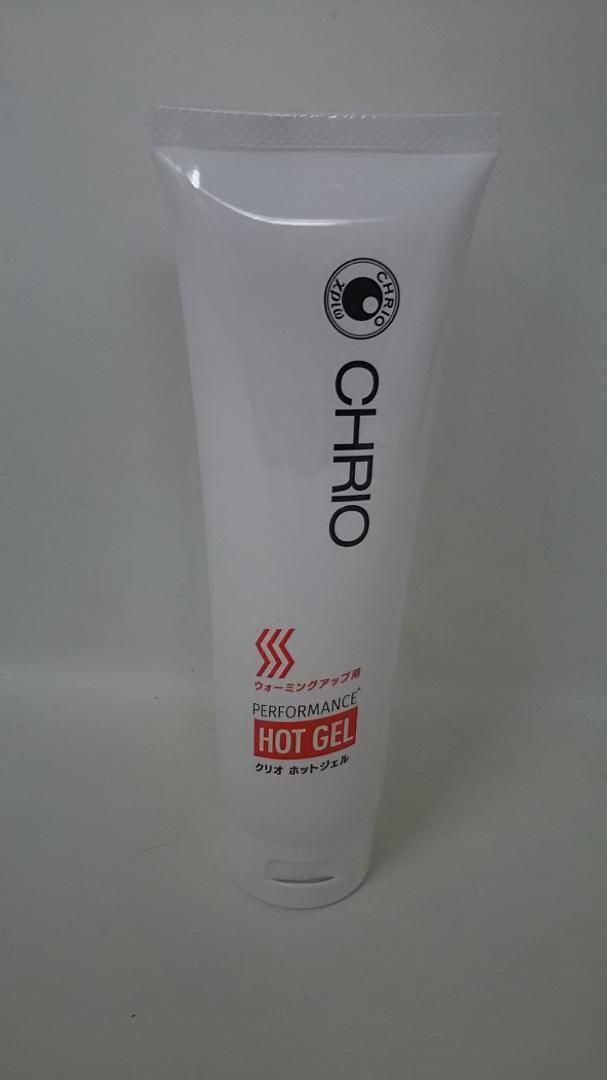 CHRIO
χριω
CHRIO
ウォーミングアップ用
PERFORMANCE+
HOT GEL
クリオ ホットジェル